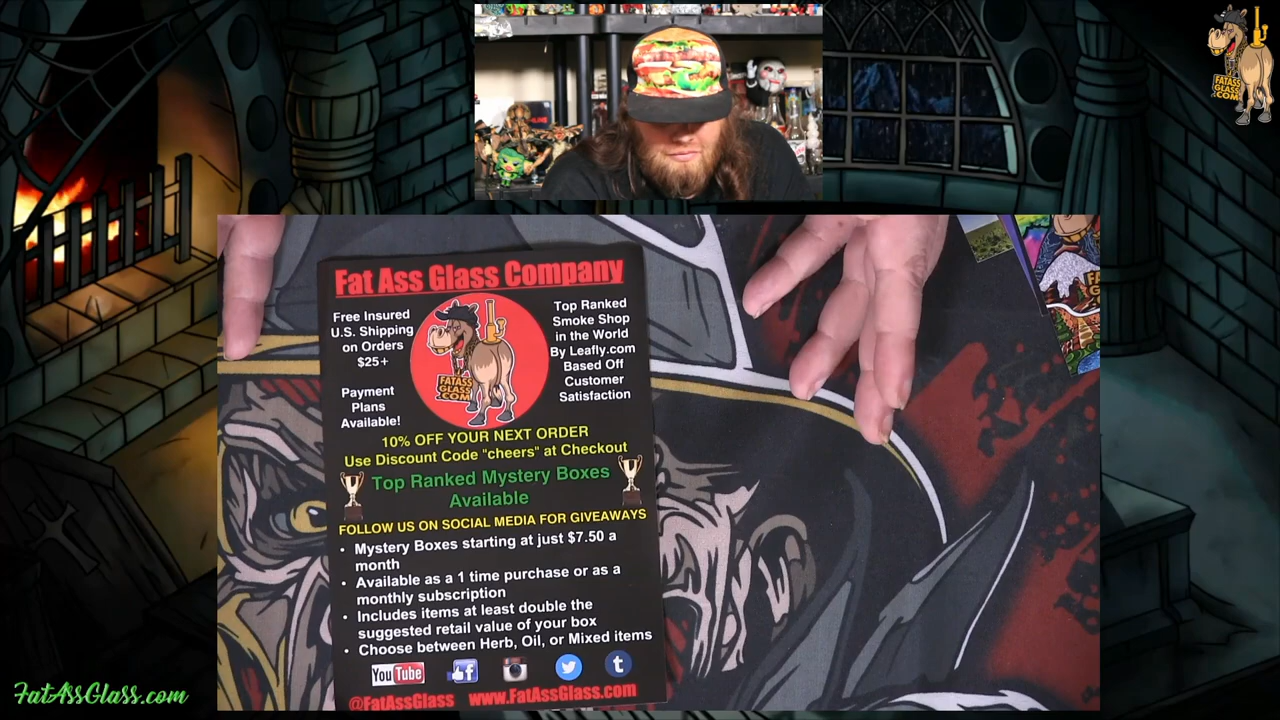 FATASS
GLASS
.COM
Fat Ass Glass Company
Free Insured
U.S. Shipping
on Orders
$25+
Payment
Plans
Available!
FATASS
GLASS
.COM
Top Ranked
Smoke Shop
in the World
By Leafly.com
Based Off
Customer
Satisfaction
10% OFF YOUR NEXT ORDER
Use Discount Code "cheers" at Checkout
Top Ranked Mystery Boxes
Available
FOLLOW US ON SOCIAL MEDIA FOR GIVEAWAYS
• Mystery Boxes starting at just $7.50 a
month
• Available as a 1 time purchase or as a
monthly subscription
• Includes items at least double the
suggested retail value of your box
• Choose between Herb, Oil, or Mixed items
YouTube f t
@FatAssGlass www.FatAssGlass.com
FatAssGlass.com